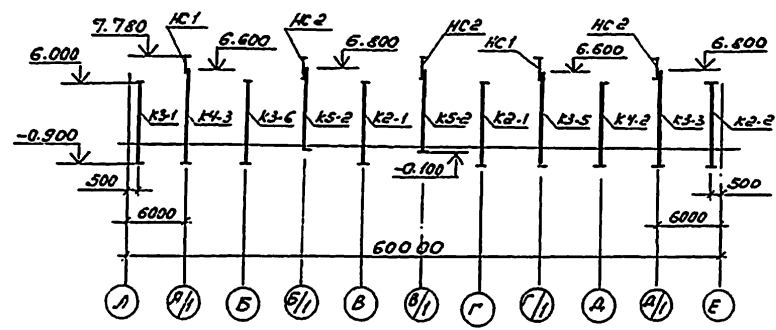 НС1 НС2 НС2 НС2
7.780 6.600 6.800 НС1 6.600 6.800
6.000
К3-1 К4-3 К3-6 К5-2 К2-1 К5-2 К2-1 К3-5 К4-2 К3-3 К2-2
-0.900
-0.100
500 500
6000 6000
60000
А А/1 Б Б/1 В В/1 Г Г/1 Д Д/1 Е